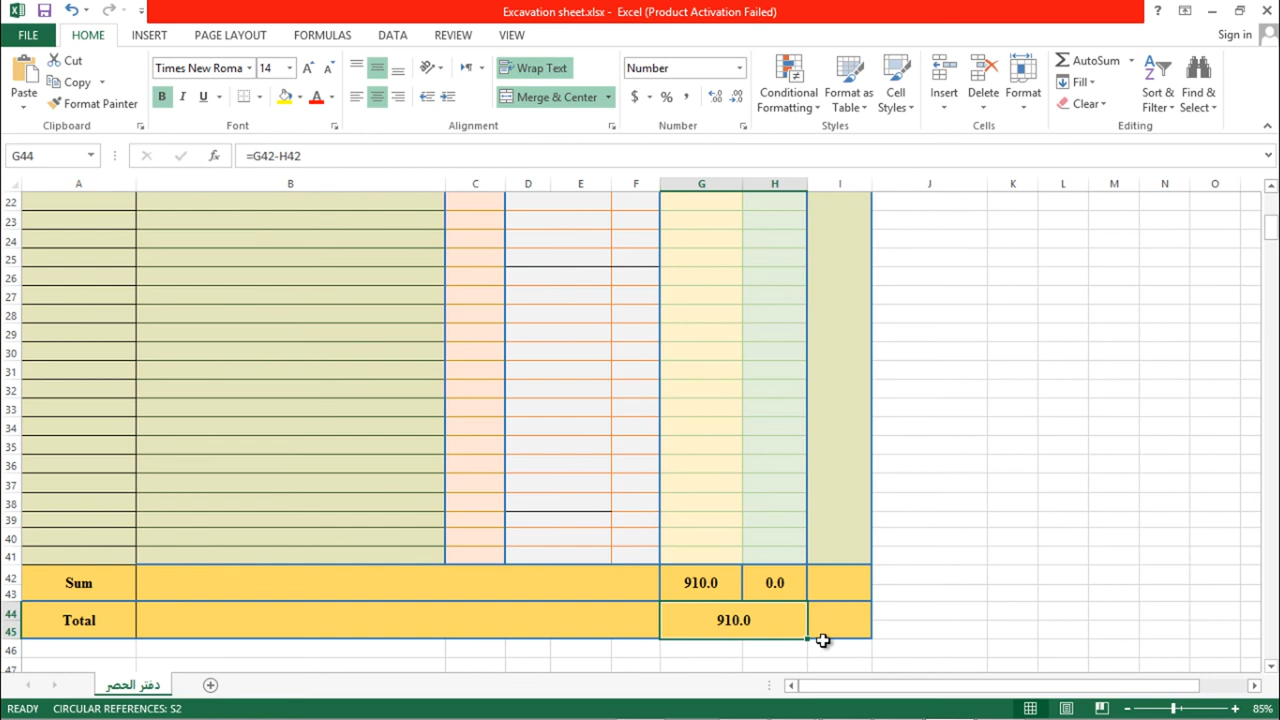 Excavation sheet.xlsx - Excel (Product Activation Failed)
FILE HOME INSERT PAGE LAYOUT FORMULAS DATA REVIEW VIEW Sign in
Paste
Cut
Copy
Format Painter
Clipboard
Times New Roma 14
B I U
Font
Wrap Text
Merge & Center
Alignment
Number
$ % ,
Number
Conditional Formatting
Format as Table
Cell Styles
Styles
Insert Delete Format
Cells
AutoSum
Fill
Clear
Sort & Filter
Find & Select
Editing
G44 =G42-H42
A B C D E F G H I J K L M N O
22
23
24
25
26
27
28
29
30
31
32
33
34
35
36
37
38
39
40
41
42 Sum 910.0 0.0
43
44 Total 910.0
45
46
47
دفتر الحصر
READY CIRCULAR REFERENCES: S2 85%